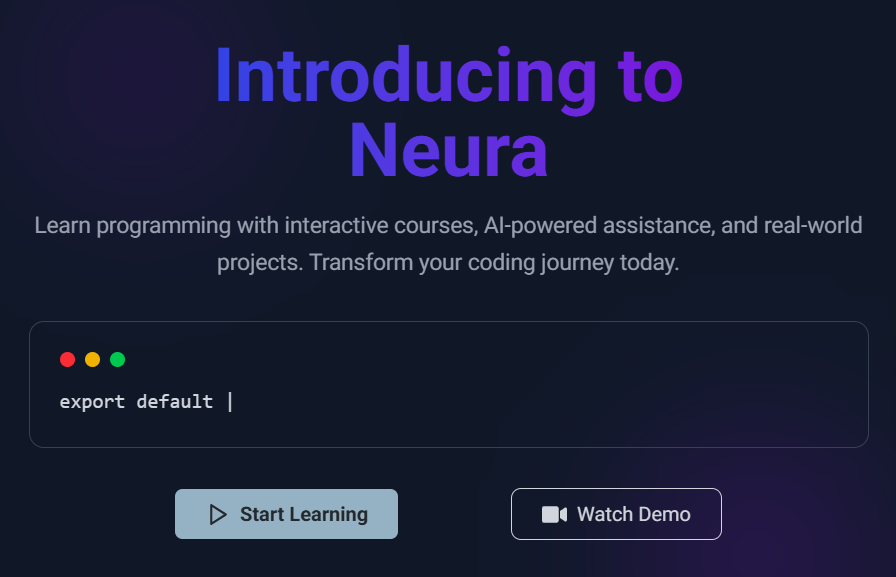 Introducing to
Neura
Learn programming with interactive courses, AI-powered assistance, and real-world
projects. Transform your coding journey today.
export default |
Start Learning
Watch Demo